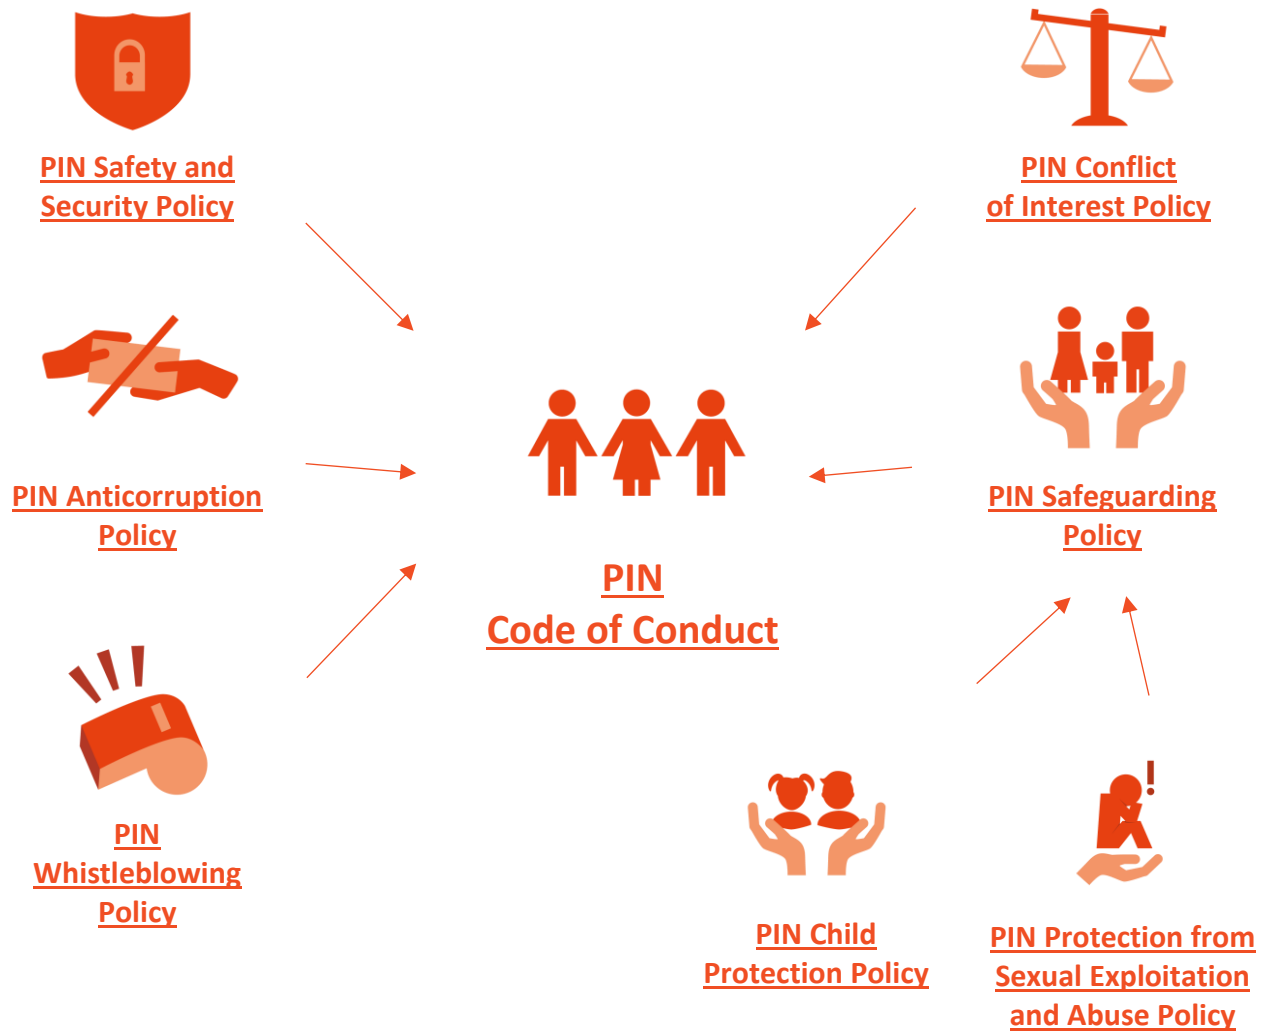 PIN Safety and
Security Policy
PIN Conflict
of Interest Policy
PIN Anticorruption
Policy
PIN Safeguarding
Policy
PIN
Code of Conduct
PIN
Whistleblowing
Policy
PIN Child
Protection Policy
PIN Protection from
Sexual Exploitation
and Abuse Policy